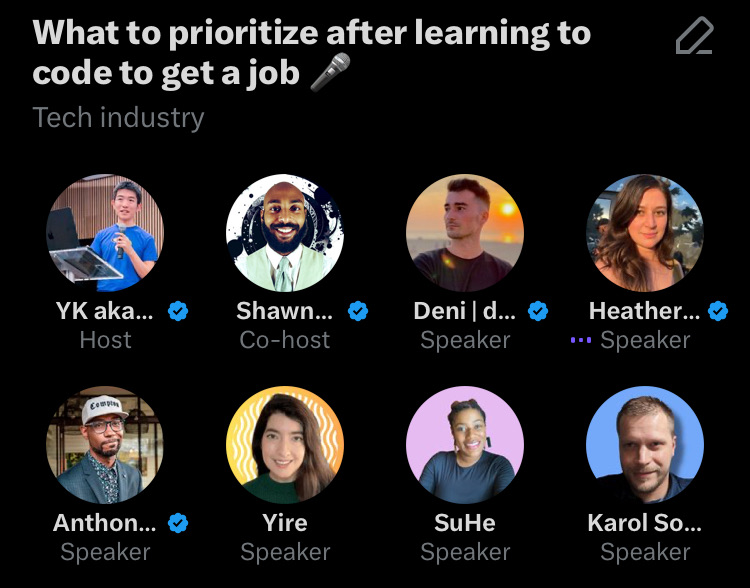 What to prioritize after learning to
code to get a job 🎤
Tech industry
YK aka... Shawn... Deni | d... Heather...
Host Co-host Speaker Speaker
Compton
Anthon... Yire SuHe Karol So...
Speaker Speaker Speaker Speaker